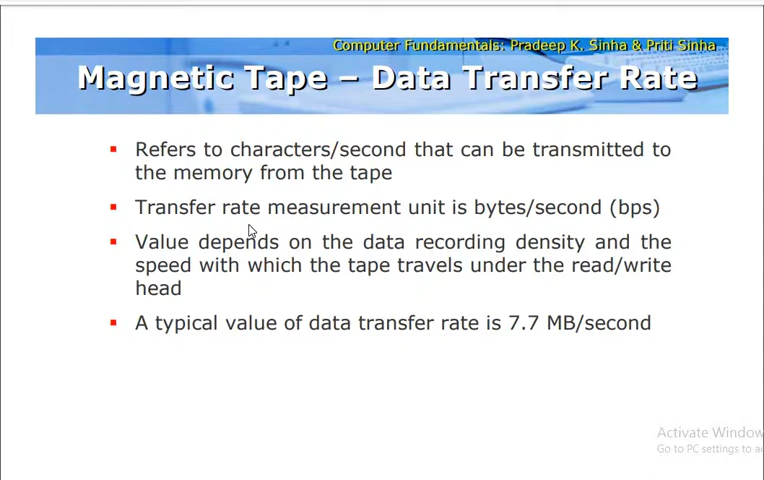 Computer Fundamentals: Pradeep K. Sinha & Priti Sinha
Magnetic Tape – Data Transfer Rate
▪ Refers to characters/second that can be transmitted to
the memory from the tape
▪ Transfer rate measurement unit is bytes/second (bps)
▪ Value depends on the data recording density and the
speed with which the tape travels under the read/write
head
▪ A typical value of data transfer rate is 7.7 MB/second
Activate Window
Go to PC settings to a